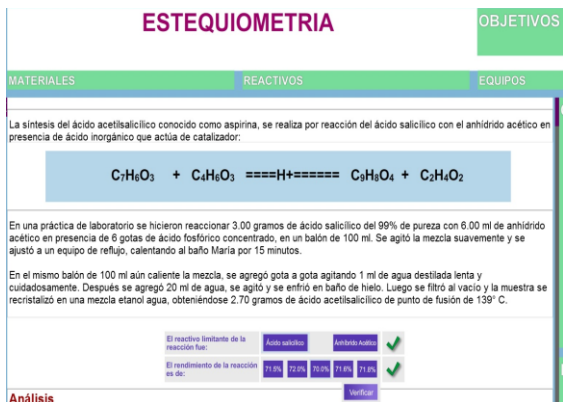 ESTEQUIOMETRIA
OBJETIVOS
MATERIALES
REACTIVOS
EQUIPOS
La síntesis del ácido acetilsalicílico conocido como aspirina, se realiza por reacción del ácido salicílico con el anhídrido acético en
presencia de ácido inorgánico que actúa de catalizador:
C₇H₆O₃ + C₄H₆O₃ ====H+====== C₉H₈O₄ + C₂H₄O₂
En una práctica de laboratorio se hicieron reaccionar 3.00 gramos de ácido salicílico del 99% de pureza con 6.00 ml de anhidrido
acético en presencia de 6 gotas de ácido fosfórico concentrado, en un balón de 100 ml. Se agitó la mezcla suavemente y se
ajustó a un equipo de reflujo, calentando al baño María por 15 minutos.
En el mismo balón de 100 ml aún caliente la mezcla, se agregó gota a gota agitando 1 ml de agua destilada lenta y
cuidadosamente. Después se agregó 20 ml de agua, se agitó y se enfrió en baño de hielo. Luego se filtró al vacío y la muestra se
recristalizó en una mezcla etanol agua, obteniéndose 2.70 gramos de ácido acetilsalicílico de punto de fusión de 139° C.
El reactivo limitante de la
reacción fue:
Ácido salicílico
Anhíbrido Acético
El rendimiento de la reacción
es de:
71.5% 72.0% 70.0% 71.6% 71.8%
Verificar
Análisis